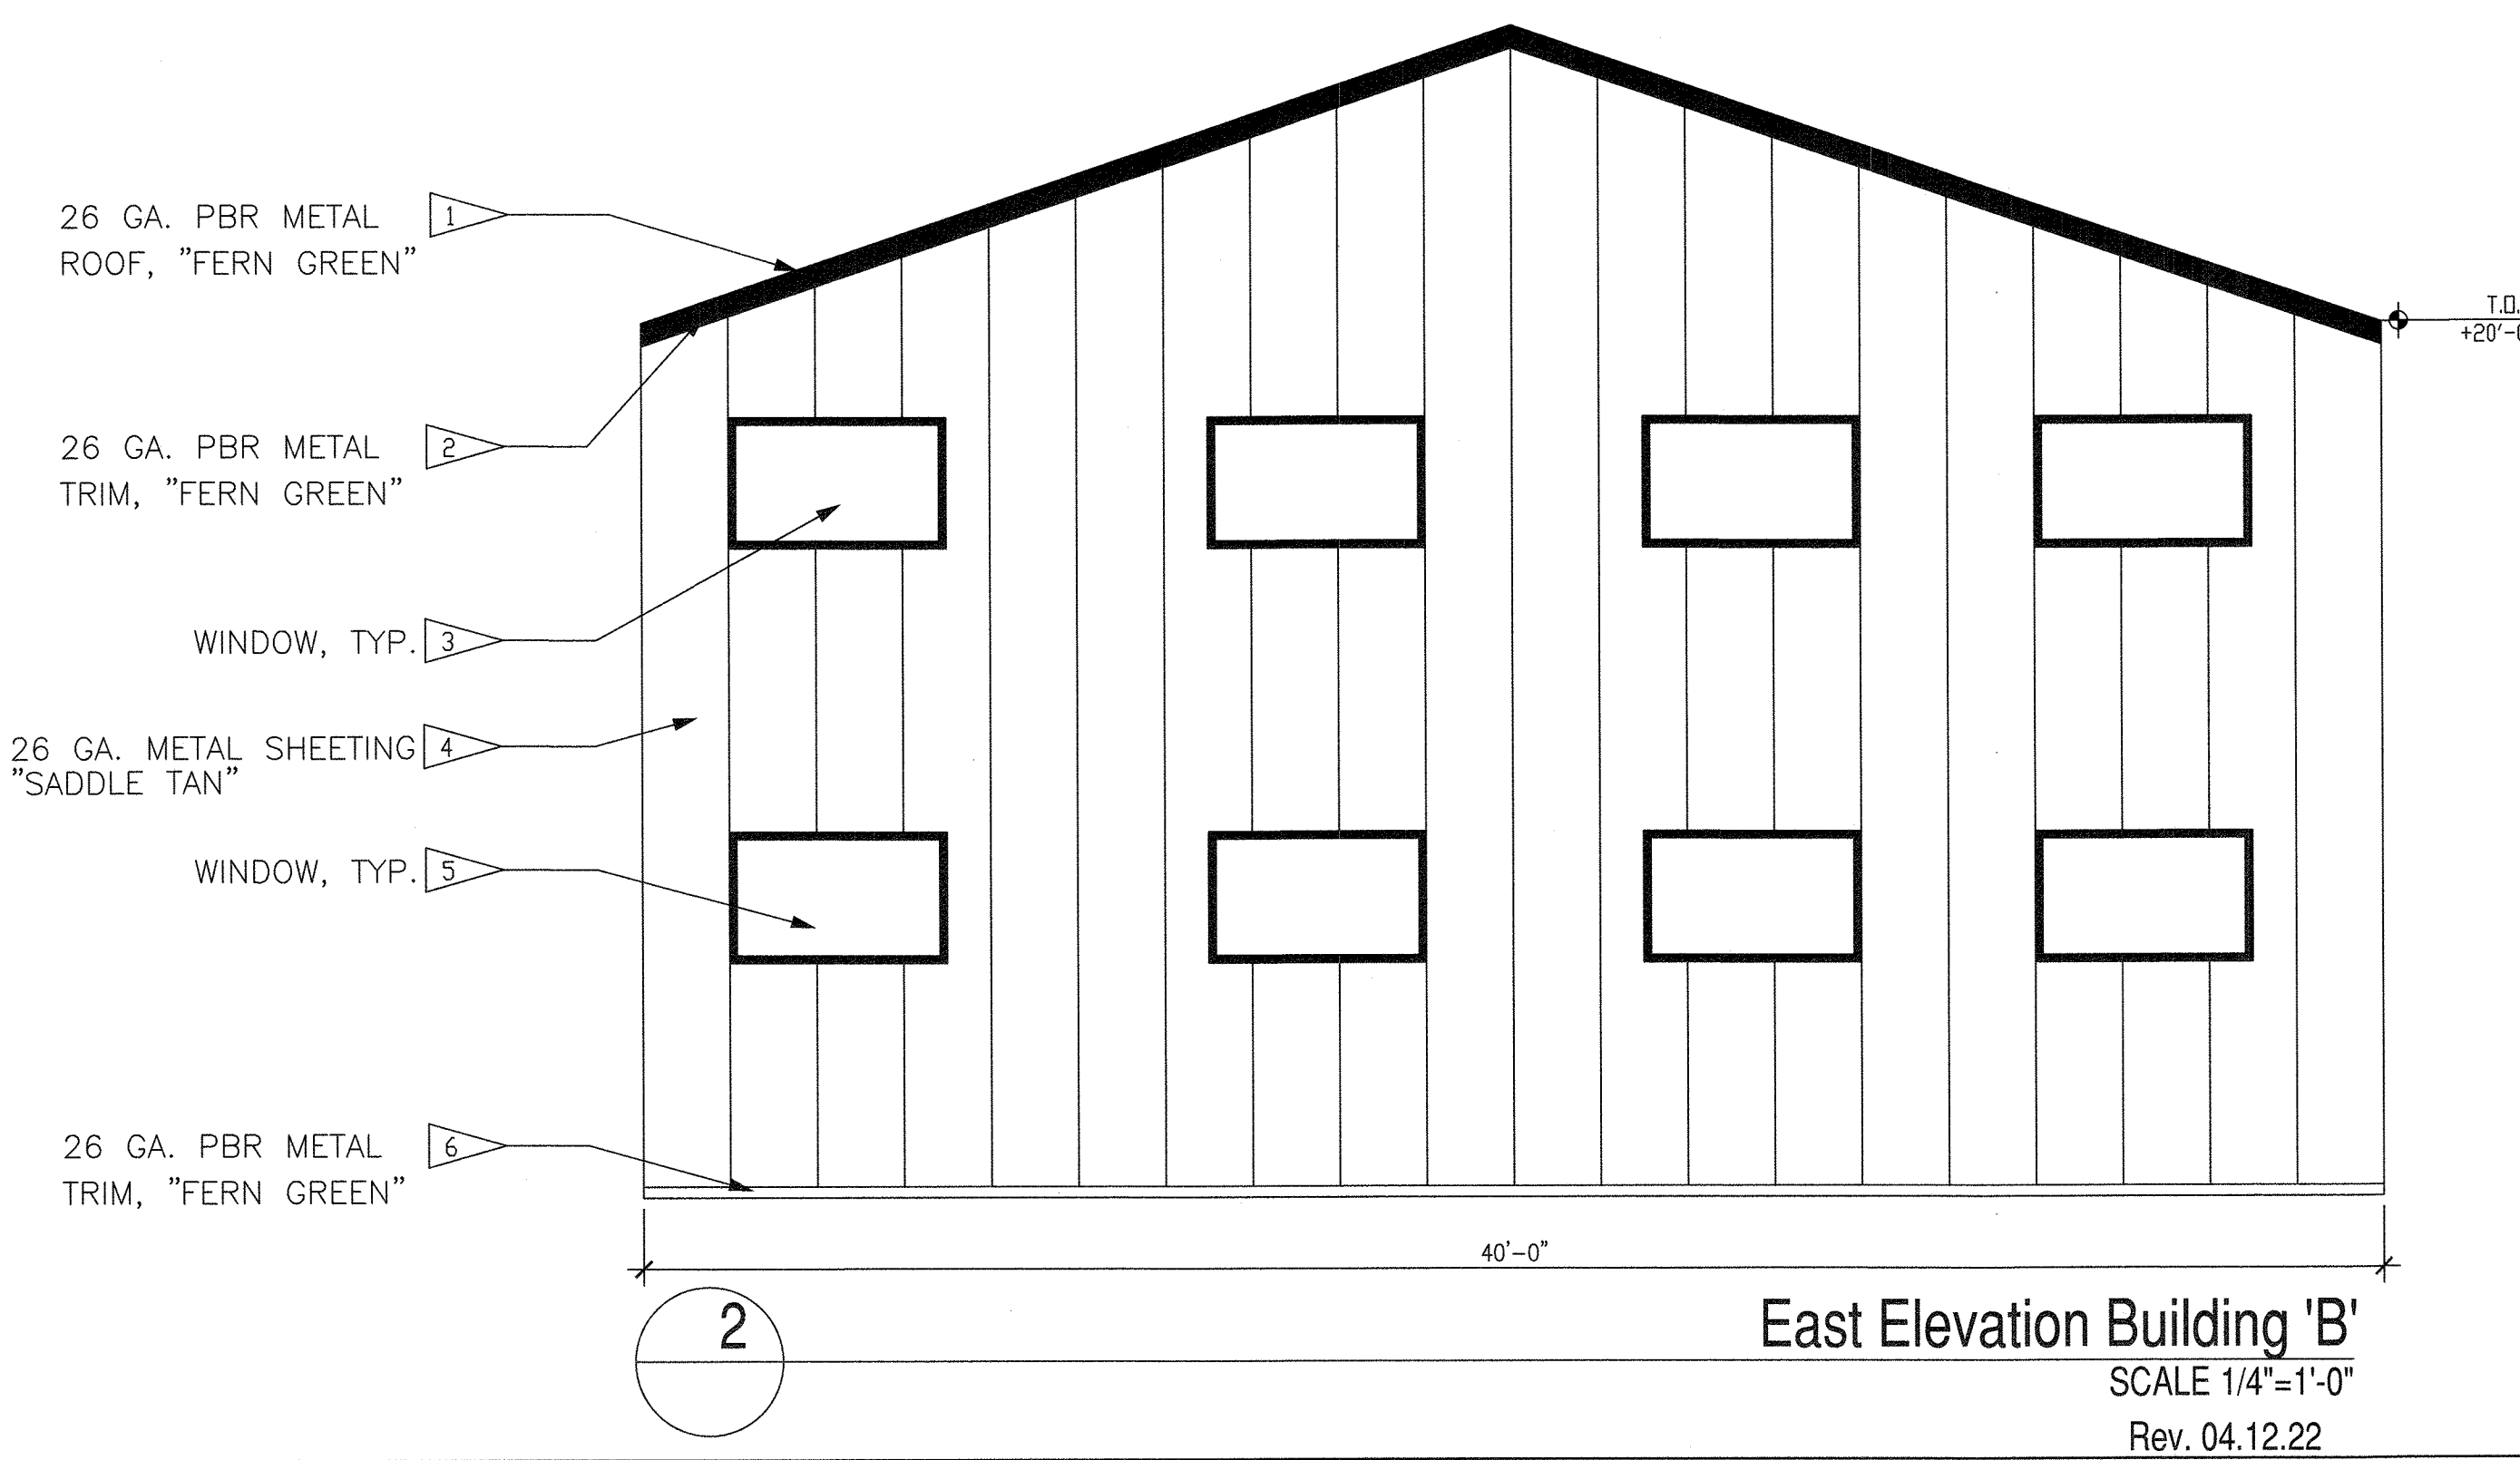 26 GA. PBR METAL
ROOF, "FERN GREEN"
1
26 GA. PBR METAL
TRIM, "FERN GREEN"
2
WINDOW, TYP.
3
26 GA. METAL SHEETING
"SADDLE TAN"
4
WINDOW, TYP.
5
26 GA. PBR METAL
TRIM, "FERN GREEN"
6
T.O.
+20'-
40'-0"
2
East Elevation Building 'B'
SCALE 1/4"=1'-0"
Rev. 04.12.22